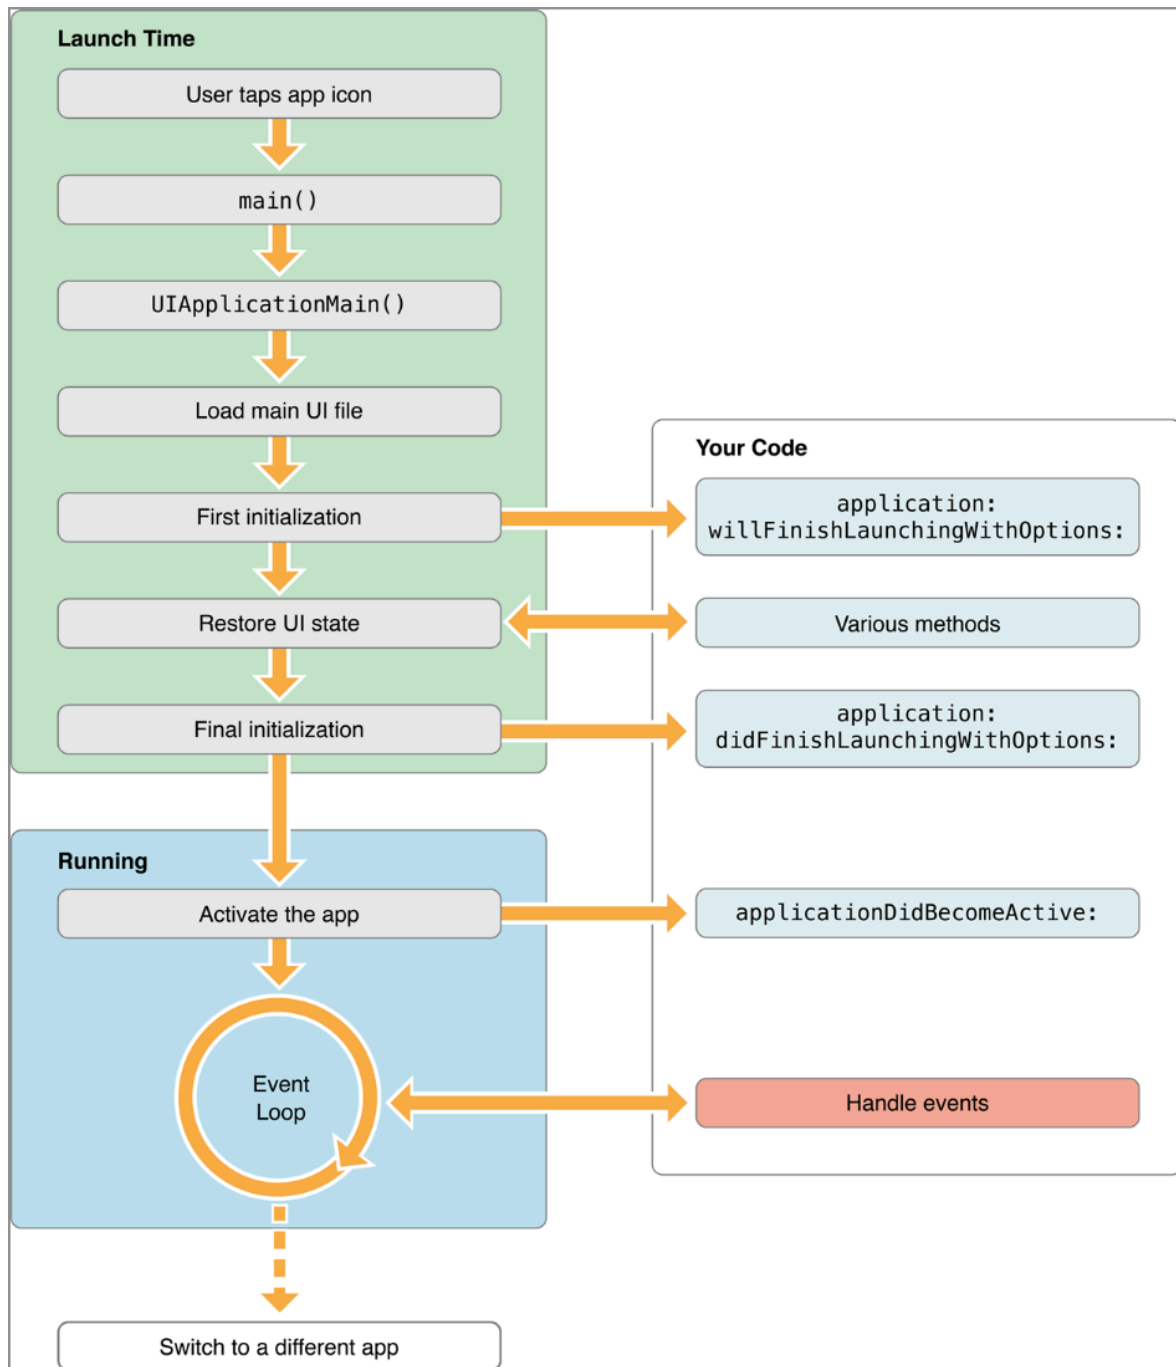 Launch Time
User taps app icon
main()
UIApplicationMain()
Load main UI file
First initialization
Restore UI state
Final initialization
Your Code
application:
willFinishLaunchingWithOptions:
Various methods
application:
didFinishLaunchingWithOptions:
Running
Activate the app
applicationDidBecomeActive:
Event
Loop
Handle events
Switch to a different app